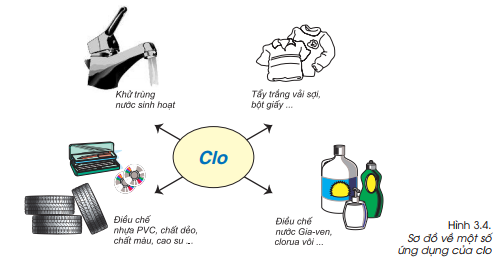 Khử trùng
nước sinh hoạt
Tẩy trắng vải sợi,
bột giấy ...
Clo
Điều chế
nhựa PVC, chất dẻo,
chất màu, cao su ...
Điều chế
nước Gia-ven,
clorua vôi ...
Hình 3.4.
Sơ đồ về một số
ứng dụng của clo